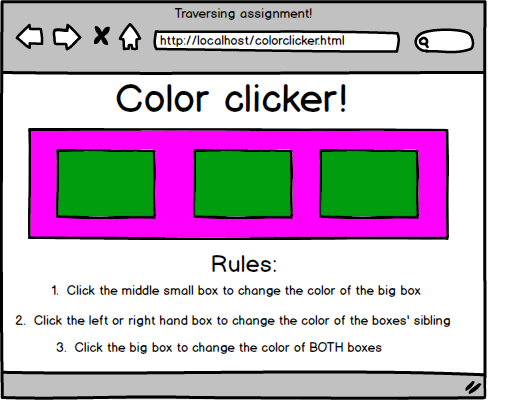 Traversing assignment!
http://localhost/colorclicker.html
Color clicker!
Rules:
1. Click the middle small box to change the color of the big box
2. Click the left or right hand box to change the color of the boxes' sibling
3. Click the big box to change the color of BOTH boxes